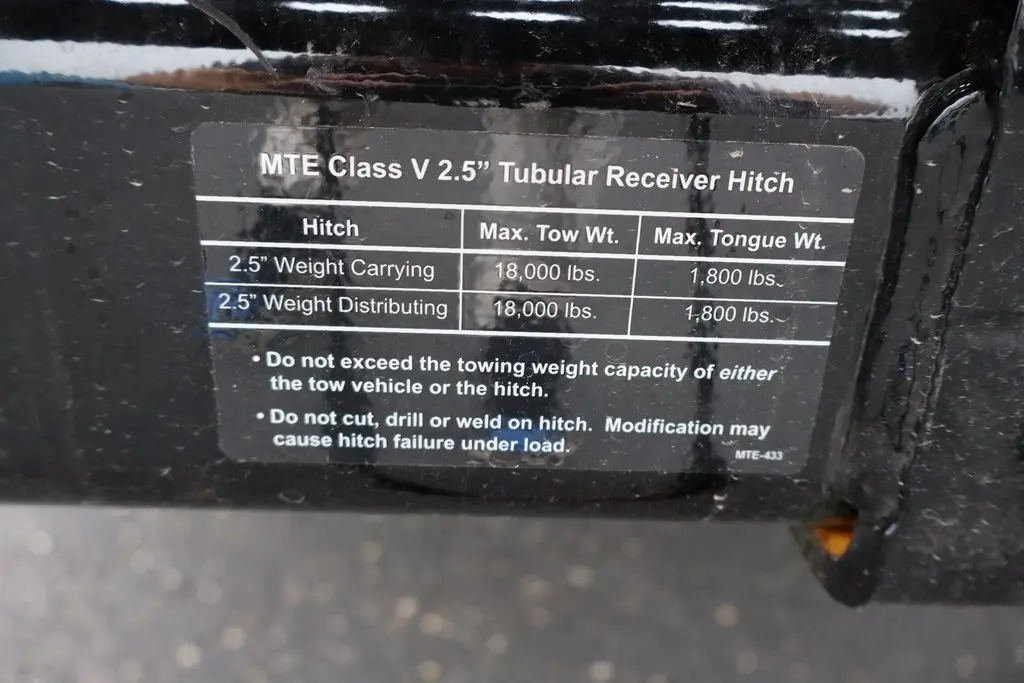 MTE Class V 2.5” Tubular Receiver Hitch
Hitch Max. Tow Wt. Max. Tongue Wt.
2.5” Weight Carrying 18,000 lbs. 1,800 lbs.
2.5” Weight Distributing 18,000 lbs. 1,800 lbs.
• Do not exceed the towing weight capacity of either
the tow vehicle or the hitch.
• Do not cut, drill or weld on hitch. Modification may
cause hitch failure under load.
MTE-433